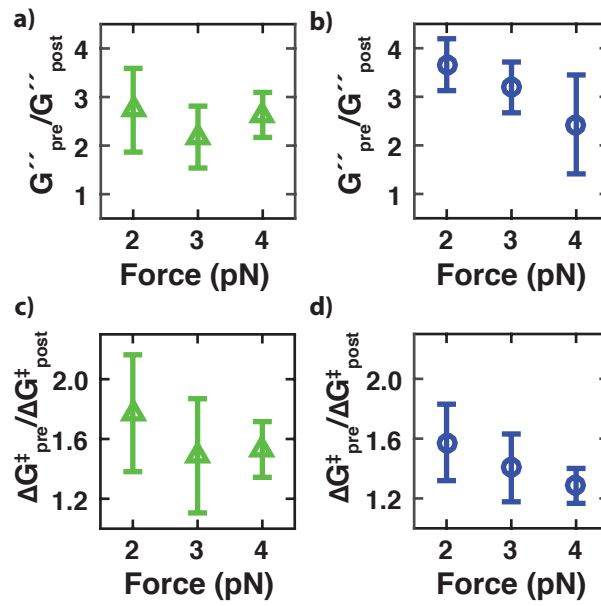 a)
G´´pre/G´´post
4
3
2
1
2 3 4
Force (pN)
b)
G´´pre/G´´post
4
3
2
1
2 3 4
Force (pN)
c)
ΔG‡pre/ΔG‡post
2.0
1.6
1.2
2 3 4
Force (pN)
d)
ΔG‡pre/ΔG‡post
2.0
1.6
1.2
2 3 4
Force (pN)